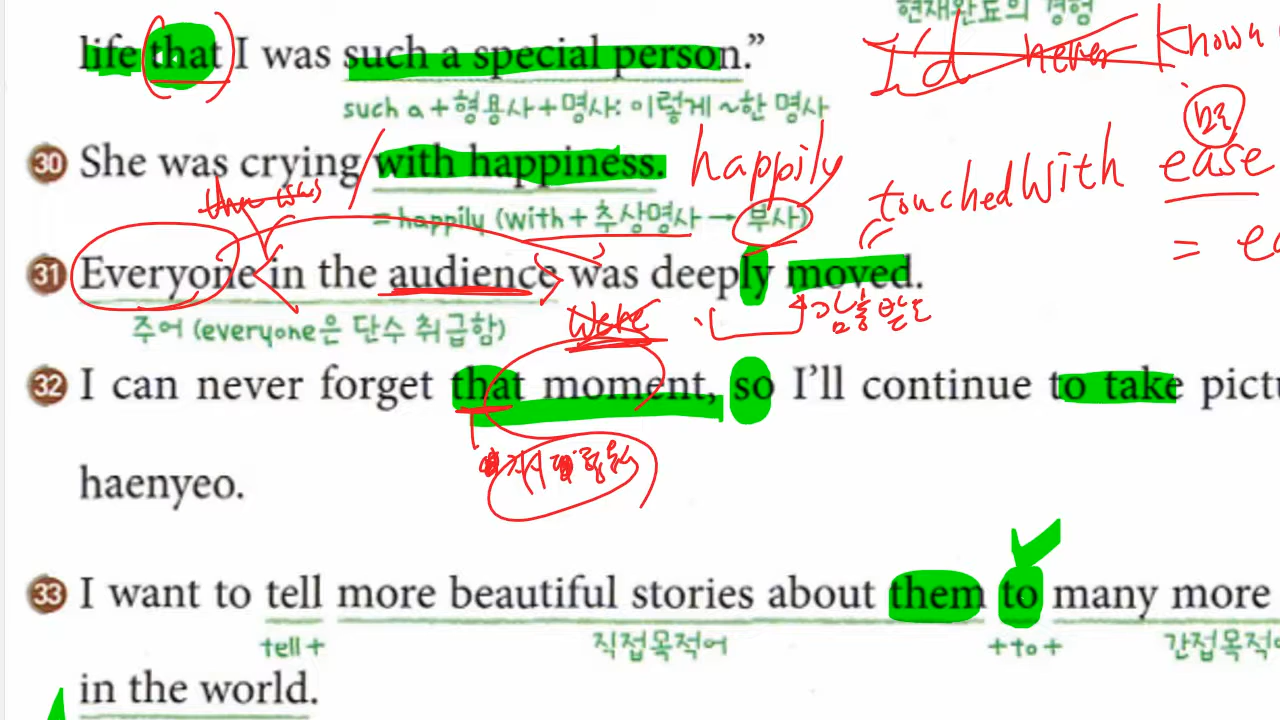 현재완료의 경험
I'd never known
life that I was such a special person.”
such a + 형용사 + 명사: 이렇게 ~한 명사
30 She was crying with happiness. happily
touched with ease
= happily (with + 추상명사 → 부사)
31 Everyone in the audience was deeply moved.
주어 (everyone은 단수 취급함)
were
감동받은
32 I can never forget that moment, so I'll continue to take pictu
haenyeo.
33 I want to tell more beautiful stories about them to many more
tell + 직접목적어 + to + 간접목적어
in the world.